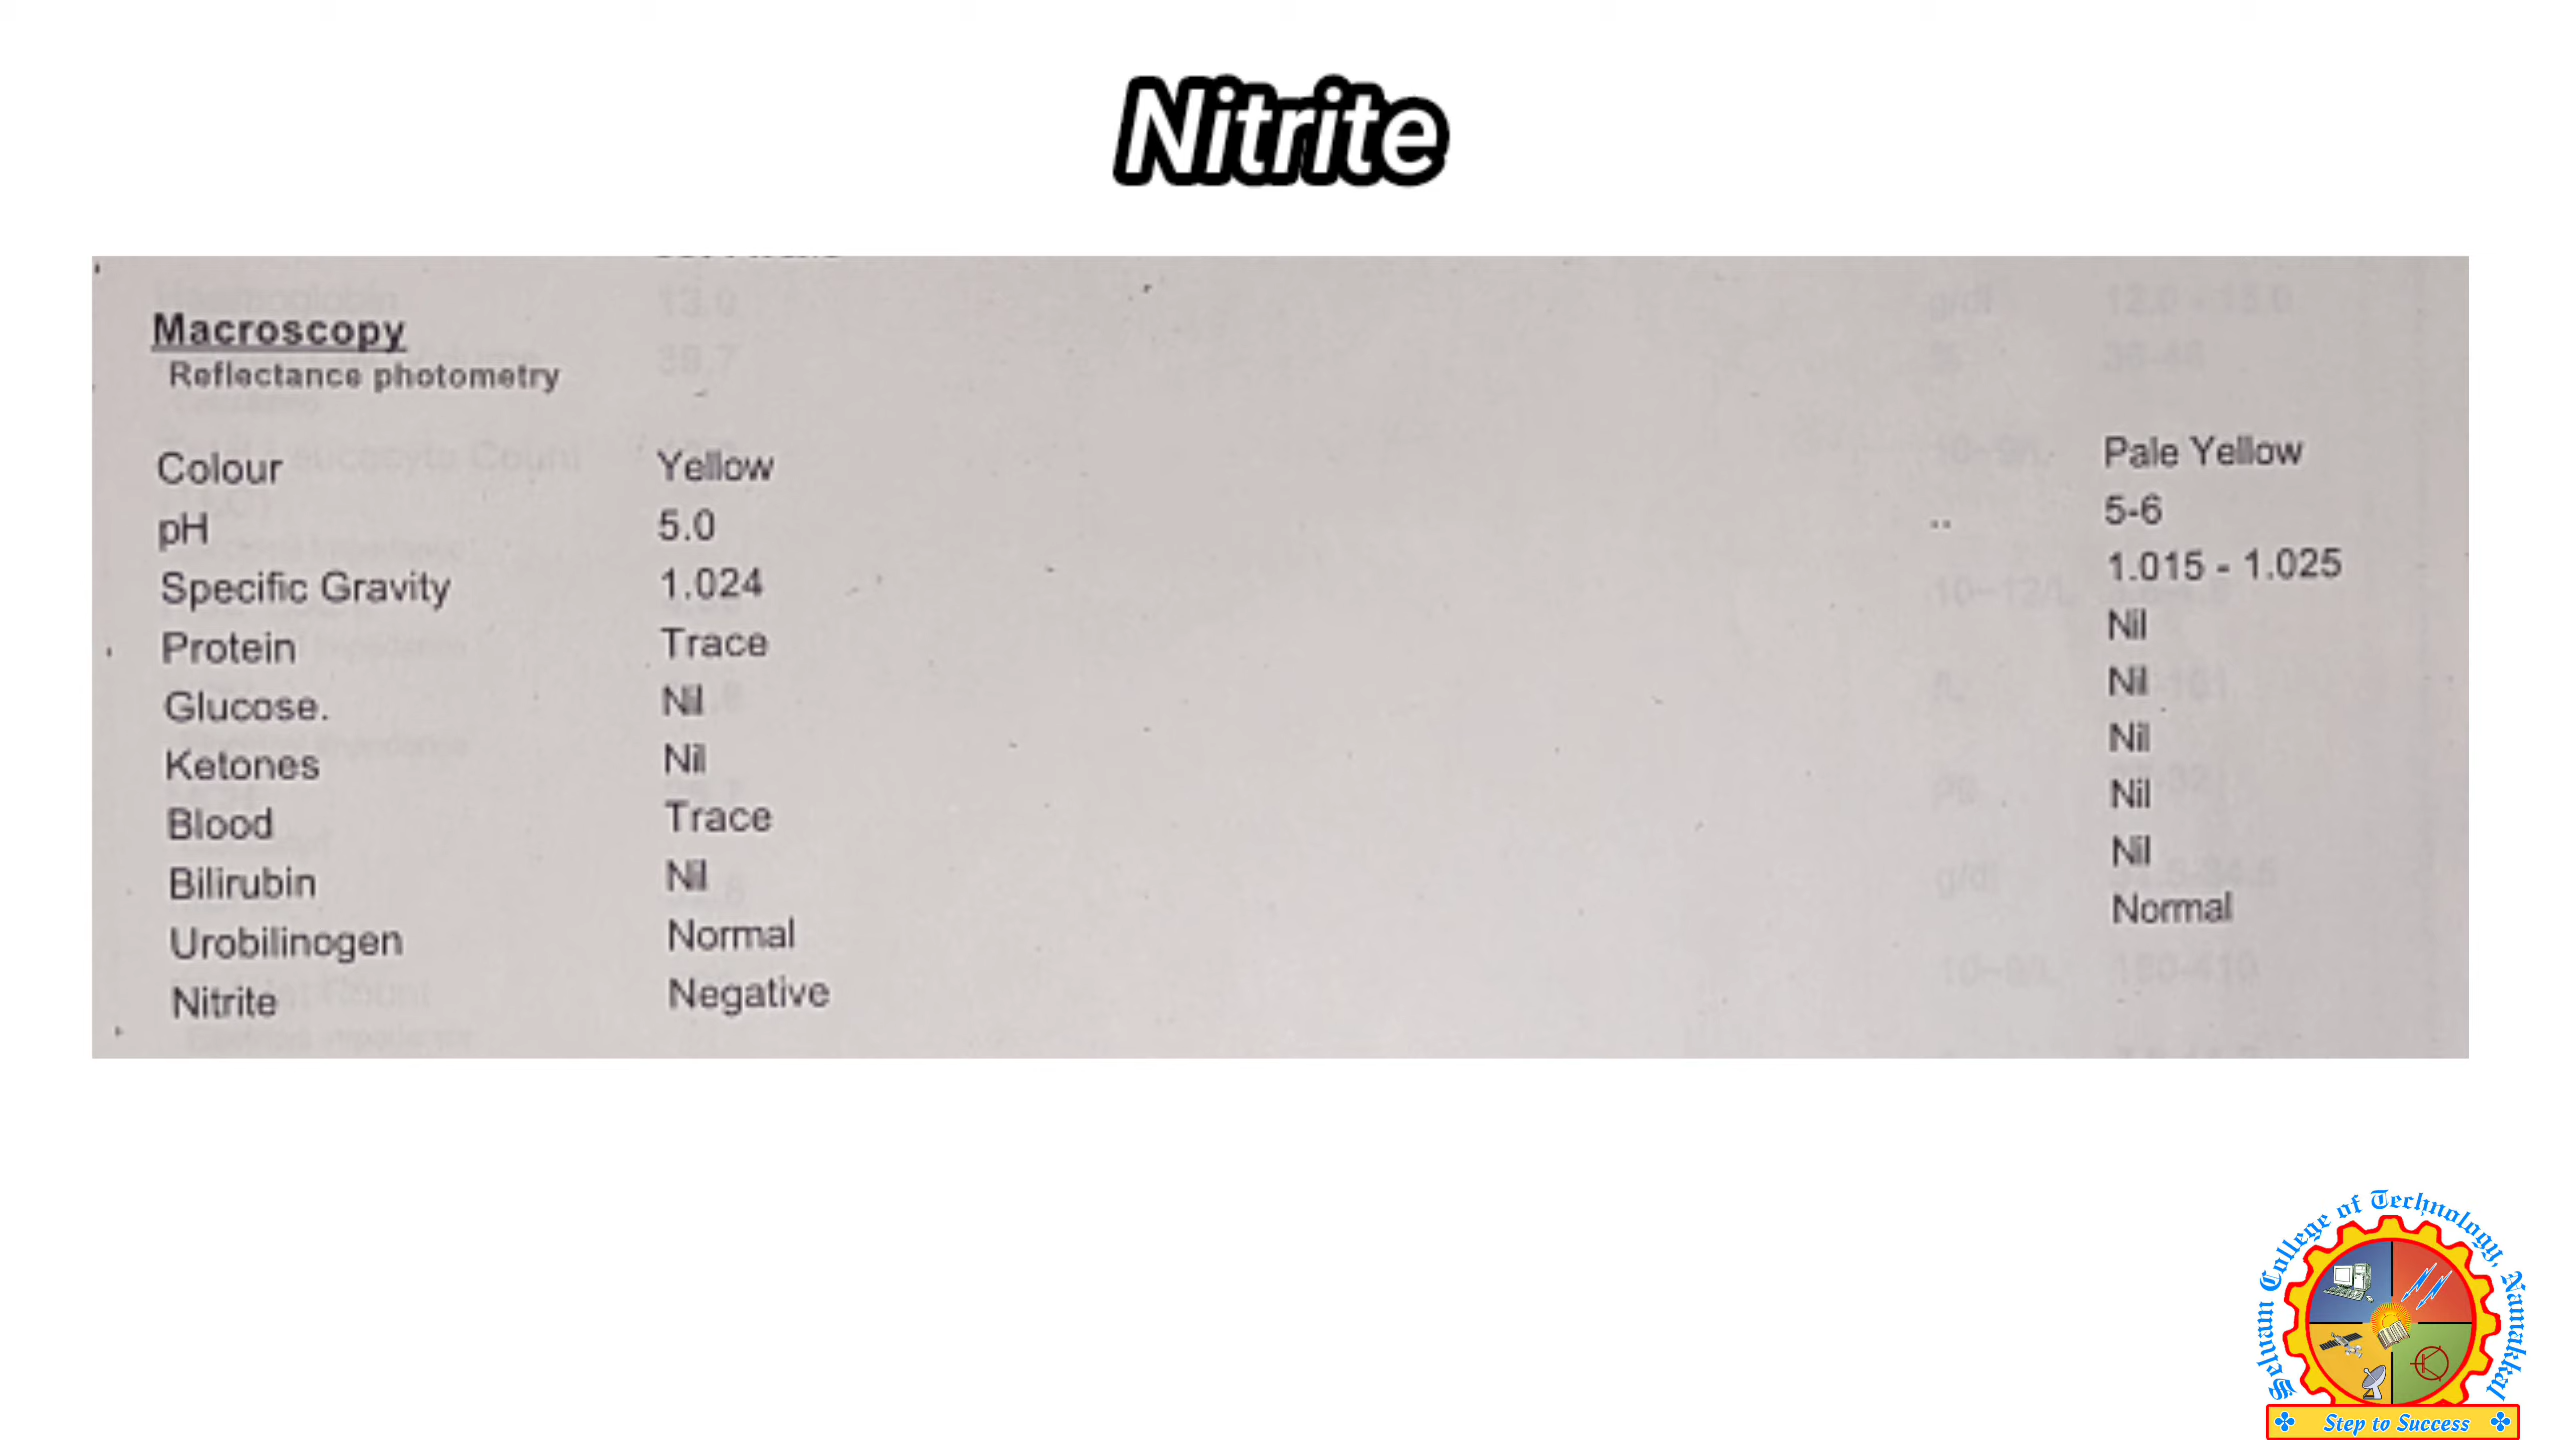 Nitrite
Macroscopy
Reflectance photometry
Colour Yellow Pale Yellow
pH 5.0 5-6
Specific Gravity 1.024 1.015 - 1.025
Protein Trace Nil
Glucose. Nil Nil
Ketones Nil Nil
Blood Trace Nil
Bilirubin Nil Nil
Urobilinogen Normal Normal
Nitrite Negative
Selvam College of Technology, Namakkal
Step to Success